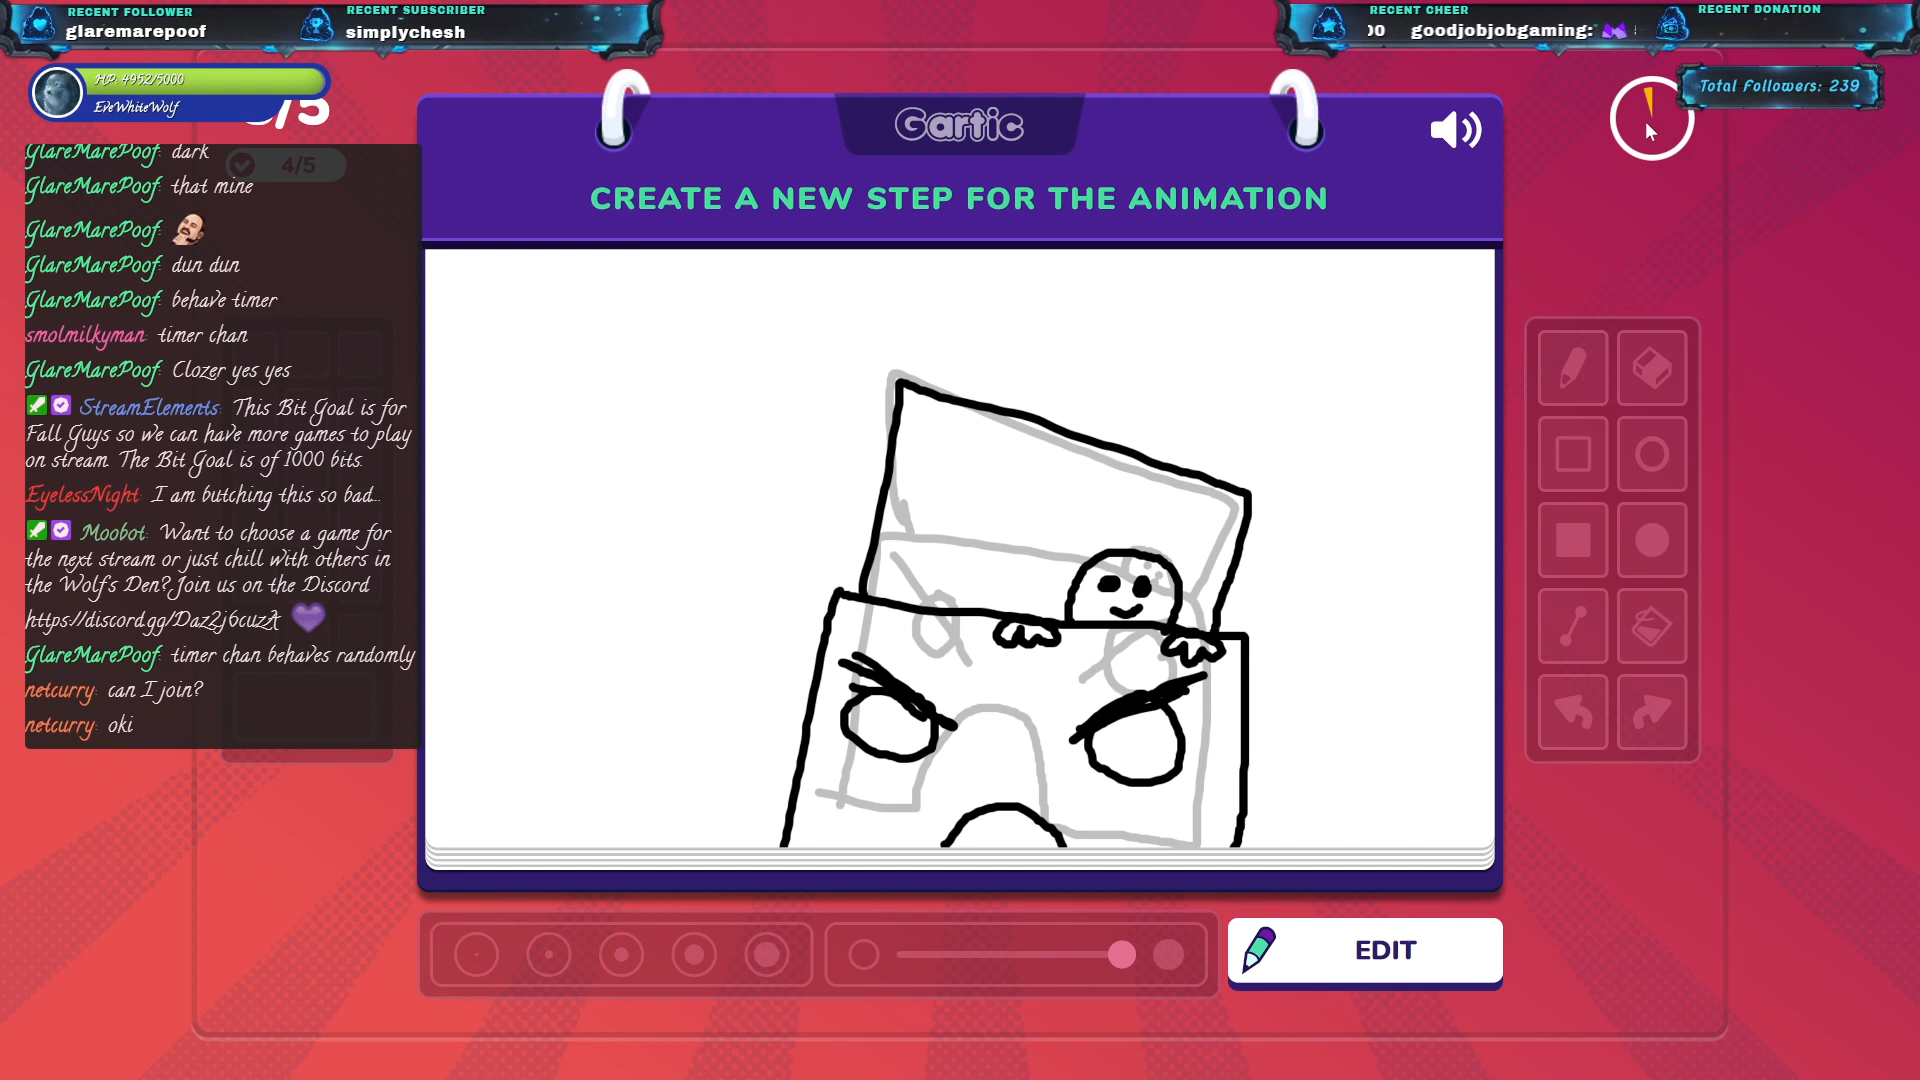 RECENT FOLLOWER
glaremarepoof
RECENT SUBSCRIBER
simplychesh
RECENT CHEER
goodjobjobgaming:
RECENT DONATION
HP: 4952/5000
EveWhiteWolf
/5
4/5
Total Followers: 239
Gartic
CREATE A NEW STEP FOR THE ANIMATION
GlareMarePoof: dark
GlareMarePoof: that mine
GlareMarePoof:
GlareMarePoof: dun dun
GlareMarePoof: behave timer
smolmilkyman: timer chan
GlareMarePoof: Clozer yes yes
StreamElements: This Bit Goal is for
Fall Guys so we can have more games to play
on stream. The Bit Goal is of 1000 bits.
EyelessNight: I am butching this so bad...
Moobot: Want to choose a game for
the next stream or just chill with others in
the Wolf's Den? Join us on the Discord
https://discord.gg/Daz2j6cuzA
GlareMarePoof: timer chan behaves randomly
netcurry: can I join?
netcurry: oki
EDIT